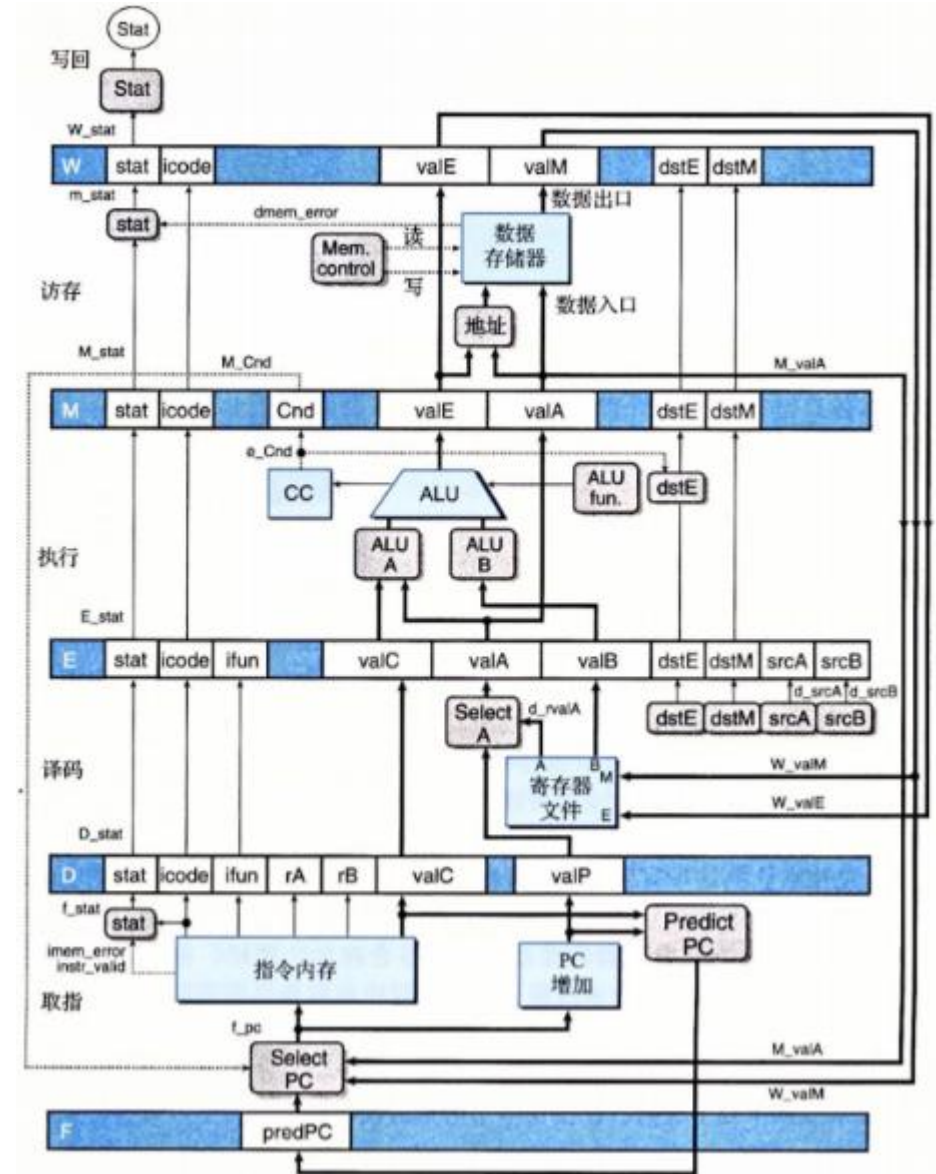 Stat
写回
Stat
W_stat
W stat icode valE valM dstE dstM
m_stat
数据出口
dmem_error
stat
读
数据
存储器
Mem.
control
写
访存
地址
数据入口
M_stat
M_Cnd
M_valA
M stat icode Cnd valE valA dstE dstM
e_Cnd
CC
ALU
ALU
fun.
dstE
ALU
A
ALU
B
执行
E_stat
E stat icode ifun valC valA valB dstE dstM srcA srcB
d_srcA d_srcB
Select
A
d_rvalA
dstE dstM srcA srcB
译码
A B
M
寄存器
文件
E
W_valM
W_valE
D_stat
D stat icode ifun rA rB valC valP
f_stat
stat
Predict
PC
imem_error
instr_valid
指令内存
PC
增加
取指
f_pc
M_valA
Select
PC
W_valM
F predPC